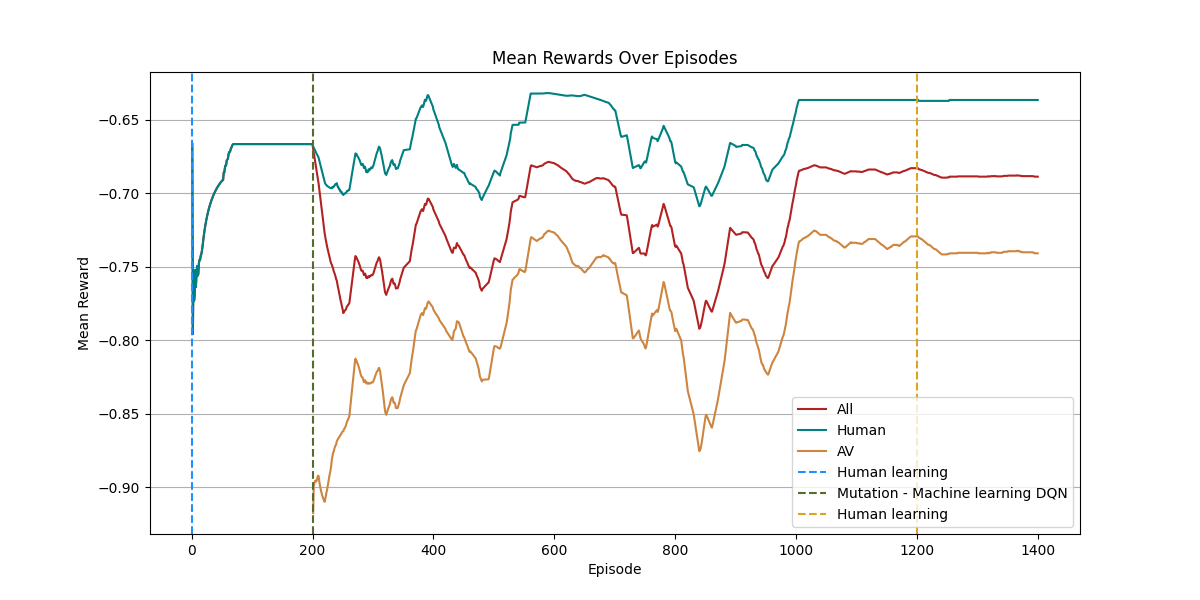 Mean Rewards Over Episodes
Mean Reward
−0.65
−0.70
−0.75
−0.80
−0.85
−0.90
0 200 400 600 800 1000 1200 1400
Episode
All
Human
AV
Human learning
Mutation - Machine learning DQN
Human learning